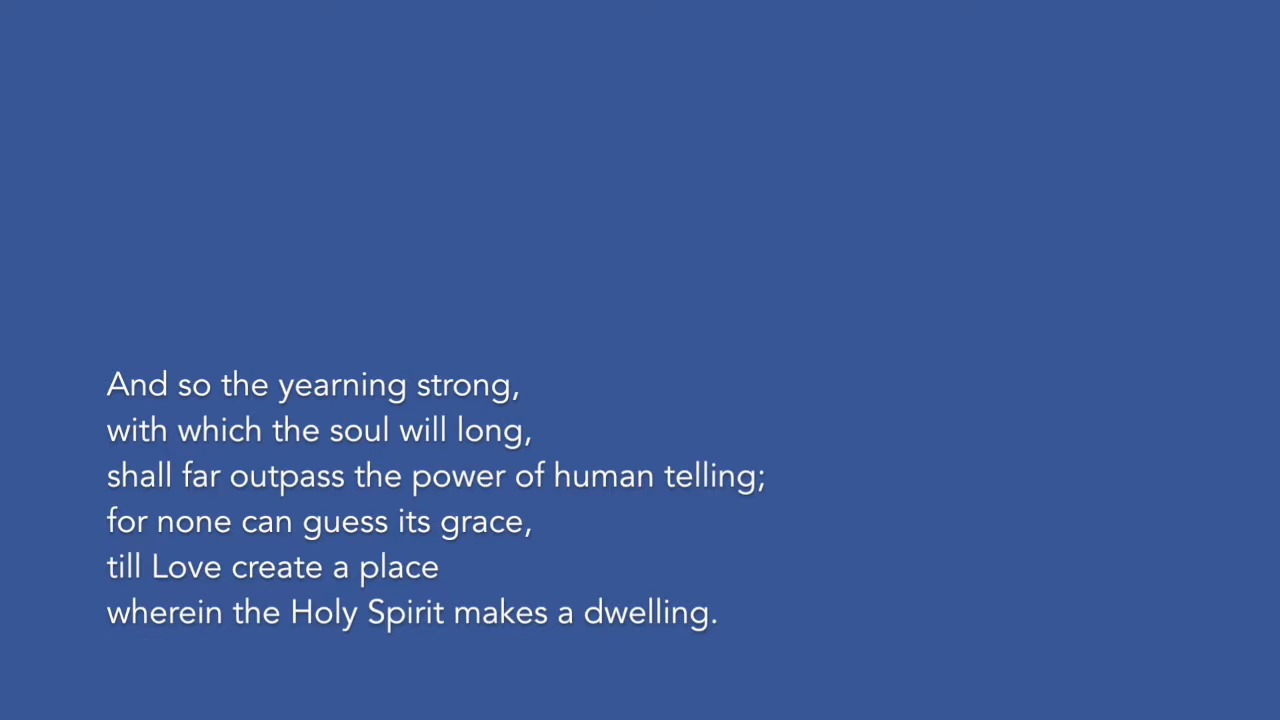 And so the yearning strong,
with which the soul will long,
shall far outpass the power of human telling;
for none can guess its grace,
till Love create a place
wherein the Holy Spirit makes a dwelling.